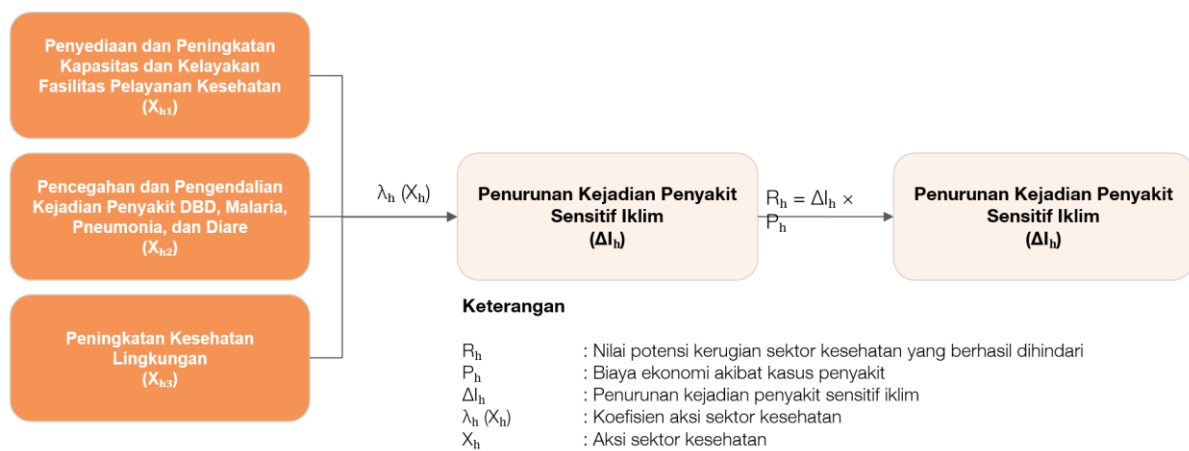 Penyediaan dan Peningkatan
Kapasitas dan Kelayakan
Fasilitas Pelayanan Kesehatan
(Xₕ₁)
Pencegahan dan Pengendalian
Kejadian Penyakit DBD, Malaria,
Pneumonia, dan Diare
(Xₕ₂)
Peningkatan Kesehatan
Lingkungan
(Xₕ₃)
λₕ (Xₕ)
Penurunan Kejadian Penyakit
Sensitif Iklim
(ΔIₕ)
Rₕ = ΔIₕ ×
Pₕ
Penurunan Kejadian Penyakit
Sensitif Iklim
(ΔIₕ)
Keterangan
Rₕ : Nilai potensi kerugian sektor kesehatan yang berhasil dihindari
Pₕ : Biaya ekonomi akibat kasus penyakit
ΔIₕ : Penurunan kejadian penyakit sensitif iklim
λₕ (Xₕ) : Koefisien aksi sektor kesehatan
Xₕ : Aksi sektor kesehatan